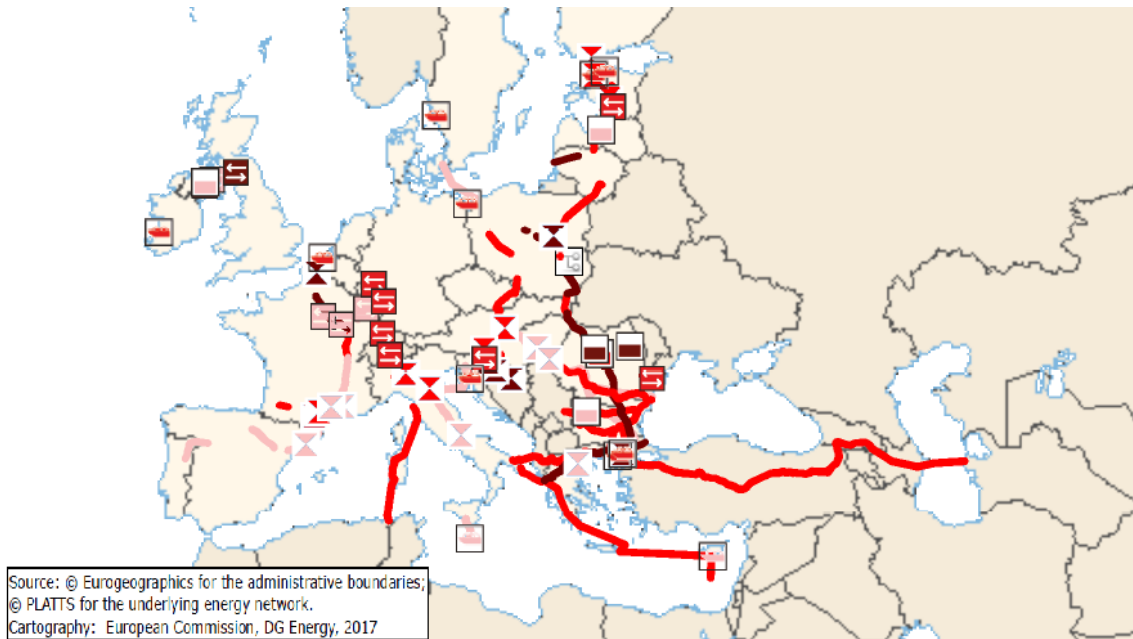 Source: © Eurogeographics for the administrative boundaries;
© PLATTS for the underlying energy network.
Cartography: European Commission, DG Energy, 2017